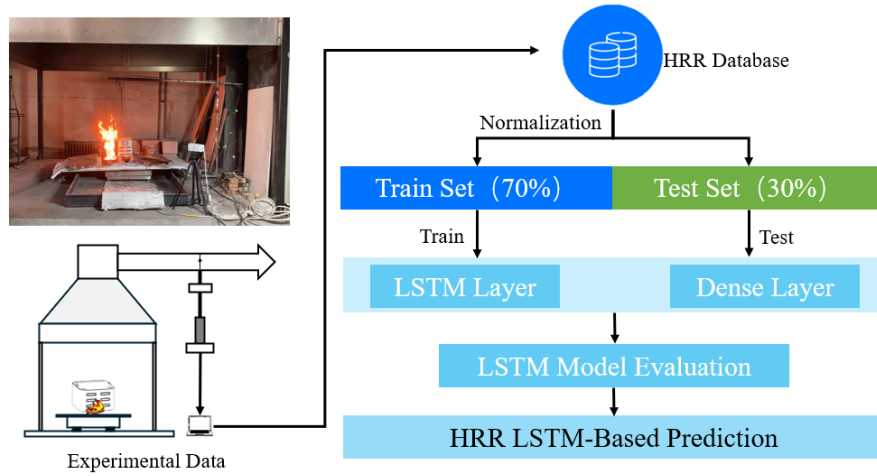 HRR Database
Normalization
Train Set（70%）
Test Set（30%）
Train
Test
LSTM Layer
Dense Layer
LSTM Model Evaluation
HRR LSTM-Based Prediction
Experimental Data